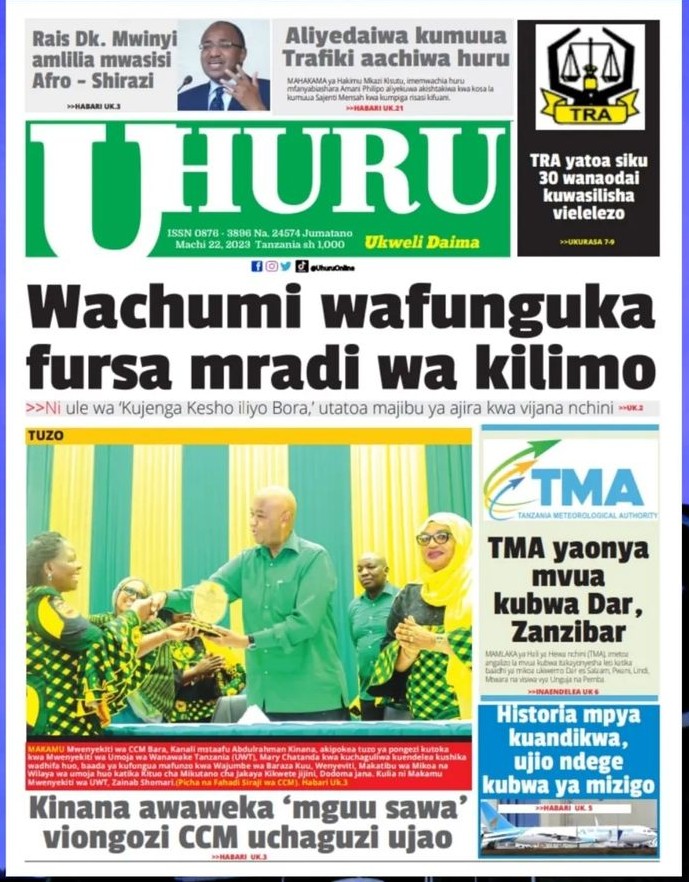 Rais Dk. Mwinyi
amlilia mwasisi
Afro - Shirazi
>>HABARI UK.3
Aliyedaiwa kumuua
Trafiki aachiwa huru
MAHAKAMA ya Hakimu Mkazi Kisutu, imemwachia huru
mfanyabiashara Amani Philipo aliyekuwa akishtakiwa kwa kosa la
kumuua Sajenti Mensah kwa kumpiga risasi kifuani.
>>HABARI UK.21
TRA
TRA yatoa siku
30 wanaodai
kuwasilisha
vielelezo
>>UKURASA 7-9
UHURU
ISSN 0876 - 3896 Na. 24574 Jumatano
Machi 22, 2023 Tanzania sh 1,000
Ukweli Daima
@UhuruOnline
Wachumi wafunguka
fursa mradi wa kilimo
>>Ni ule wa ‘Kujenga Kesho iliyo Bora,’ utatoa majibu ya ajira kwa vijana nchini >>UK.2
TUZO
MAKAMU Mwenyekiti wa CCM Bara, Kanali mstaafu Abdulrahman Kinana, akipokea tuzo ya pongezi kutoka
kwa Mwenyekiti wa Umoja wa Wanawake Tanzania (UWT), Mary Chatanda kwa kuchaguliwa kuendelea kushika
wadhifa huo, baada ya kufungua mafunzo kwa Wajumbe wa Baraza Kuu, Wenyeviti, Makatibu wa Mikoa na
Wilaya wa umoja huo katika Kituo cha Mikutano cha Jakaya Kikwete jijini, Dodoma jana. Kulia ni Makamu
Mwenyekiti wa UWT, Zainab Shomari.(Picha na Fahadi Siraji wa CCM). Habari Uk.3
Kinana awaweka ‘mguu sawa’
viongozi CCM uchaguzi ujao
>>HABARI UK.3
TMA
TANZANIA METEOROLOGICAL AUTHORITY
TMA yaonya
mvua
kubwa Dar,
Zanzibar
MAMLAKA ya Hali ya Hewa nchini (TMA), imetoa
angalizo la mvua kubwa itakayonyesha leo katika
baadhi ya mikoa ukiwemo Dar es Salaam, Pwani, Lindi,
Mtwara na visiwa vya Unguja na Pemba.
>>INAENDELEA UK 6
Historia mpya
kuandikwa,
ujio ndege
kubwa ya mizigo
>>HABARI UK. 5